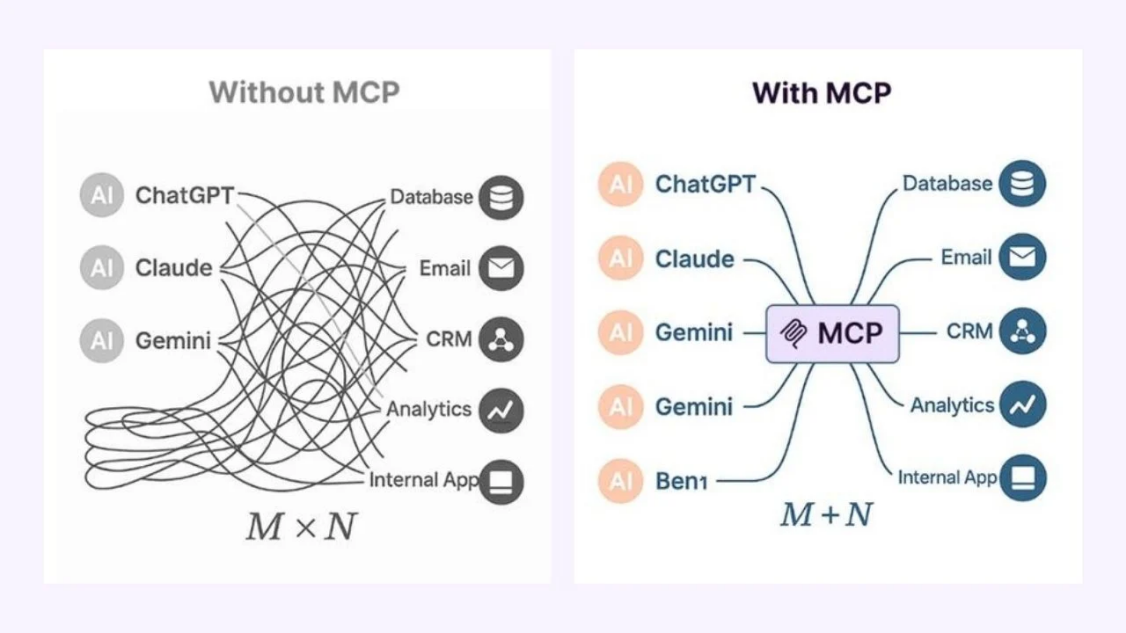 Without MCP
AI ChatGPT
AI Claude
AI Gemini
Database
Email
CRM
Analytics
Internal App
M × N
With MCP
AI ChatGPT
AI Claude
AI Gemini
AI Gemini
AI Ben1
MCP
Database
Email
CRM
Analytics
Internal App
M + N